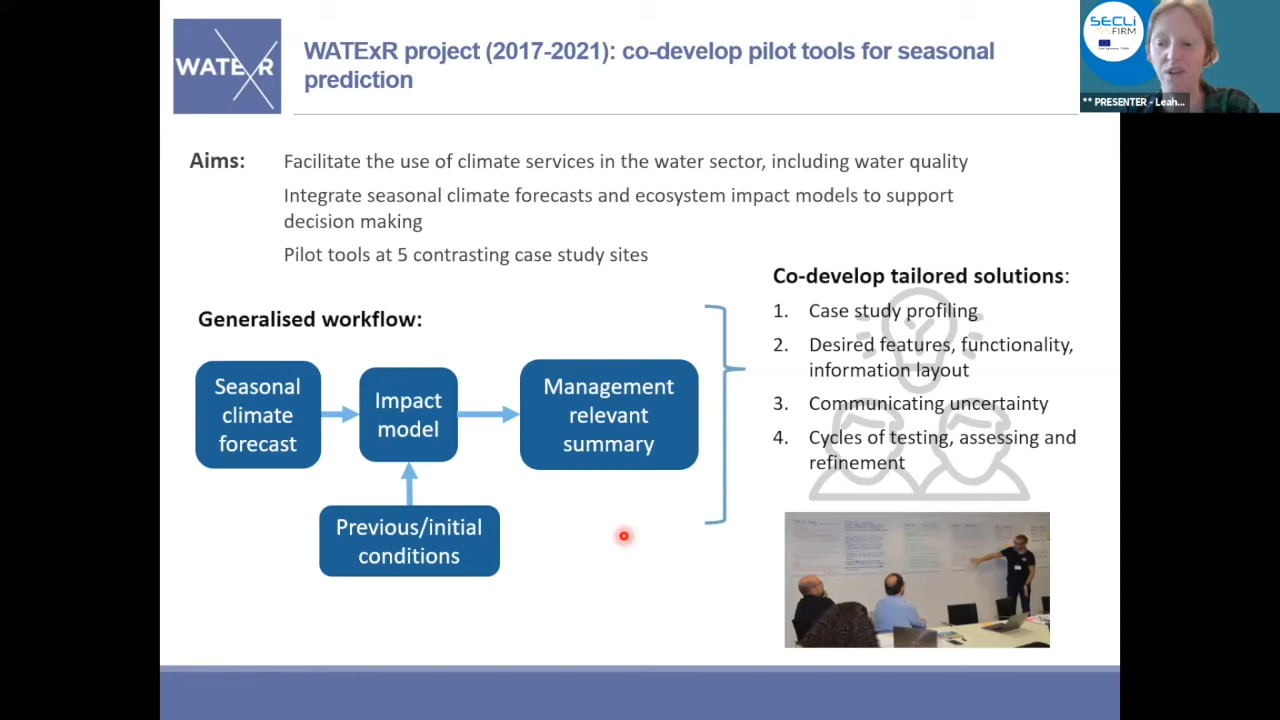 WATExR
WATExR project (2017-2021): co-develop pilot tools for seasonal
prediction
SECLI
FIRM
** PRESENTER - Leah...
Aims:
Facilitate the use of climate services in the water sector, including water quality
Integrate seasonal climate forecasts and ecosystem impact models to support
decision making
Pilot tools at 5 contrasting case study sites
Generalised workflow:
Seasonal
climate
forecast
Impact
model
Management
relevant
summary
Previous/initial
conditions
Co-develop tailored solutions:
1. Case study profiling
2. Desired features, functionality,
information layout
3. Communicating uncertainty
4. Cycles of testing, assessing and
refinement